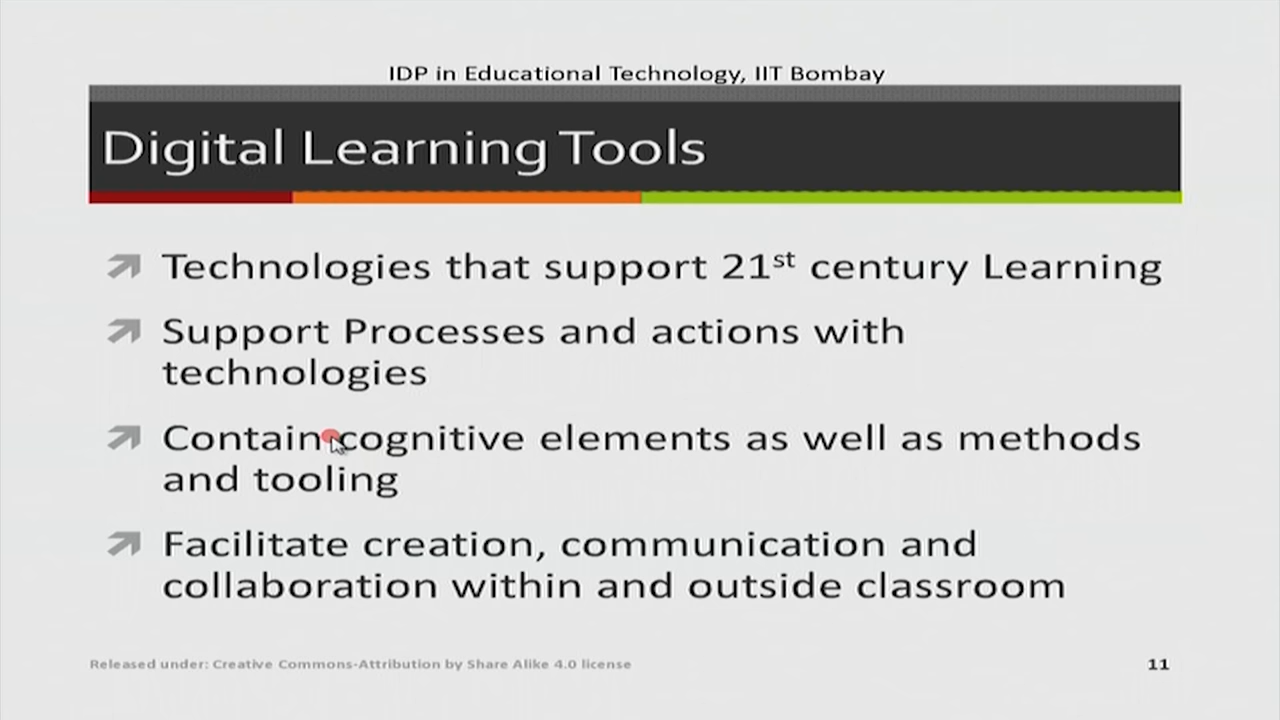 IDP in Educational Technology, IIT Bombay
Digital Learning Tools
Technologies that support 21st century Learning
Support Processes and actions with
technologies
Contain cognitive elements as well as methods
and tooling
Facilitate creation, communication and
collaboration within and outside classroom
Released under: Creative Commons-Attribution by Share Alike 4.0 license
11